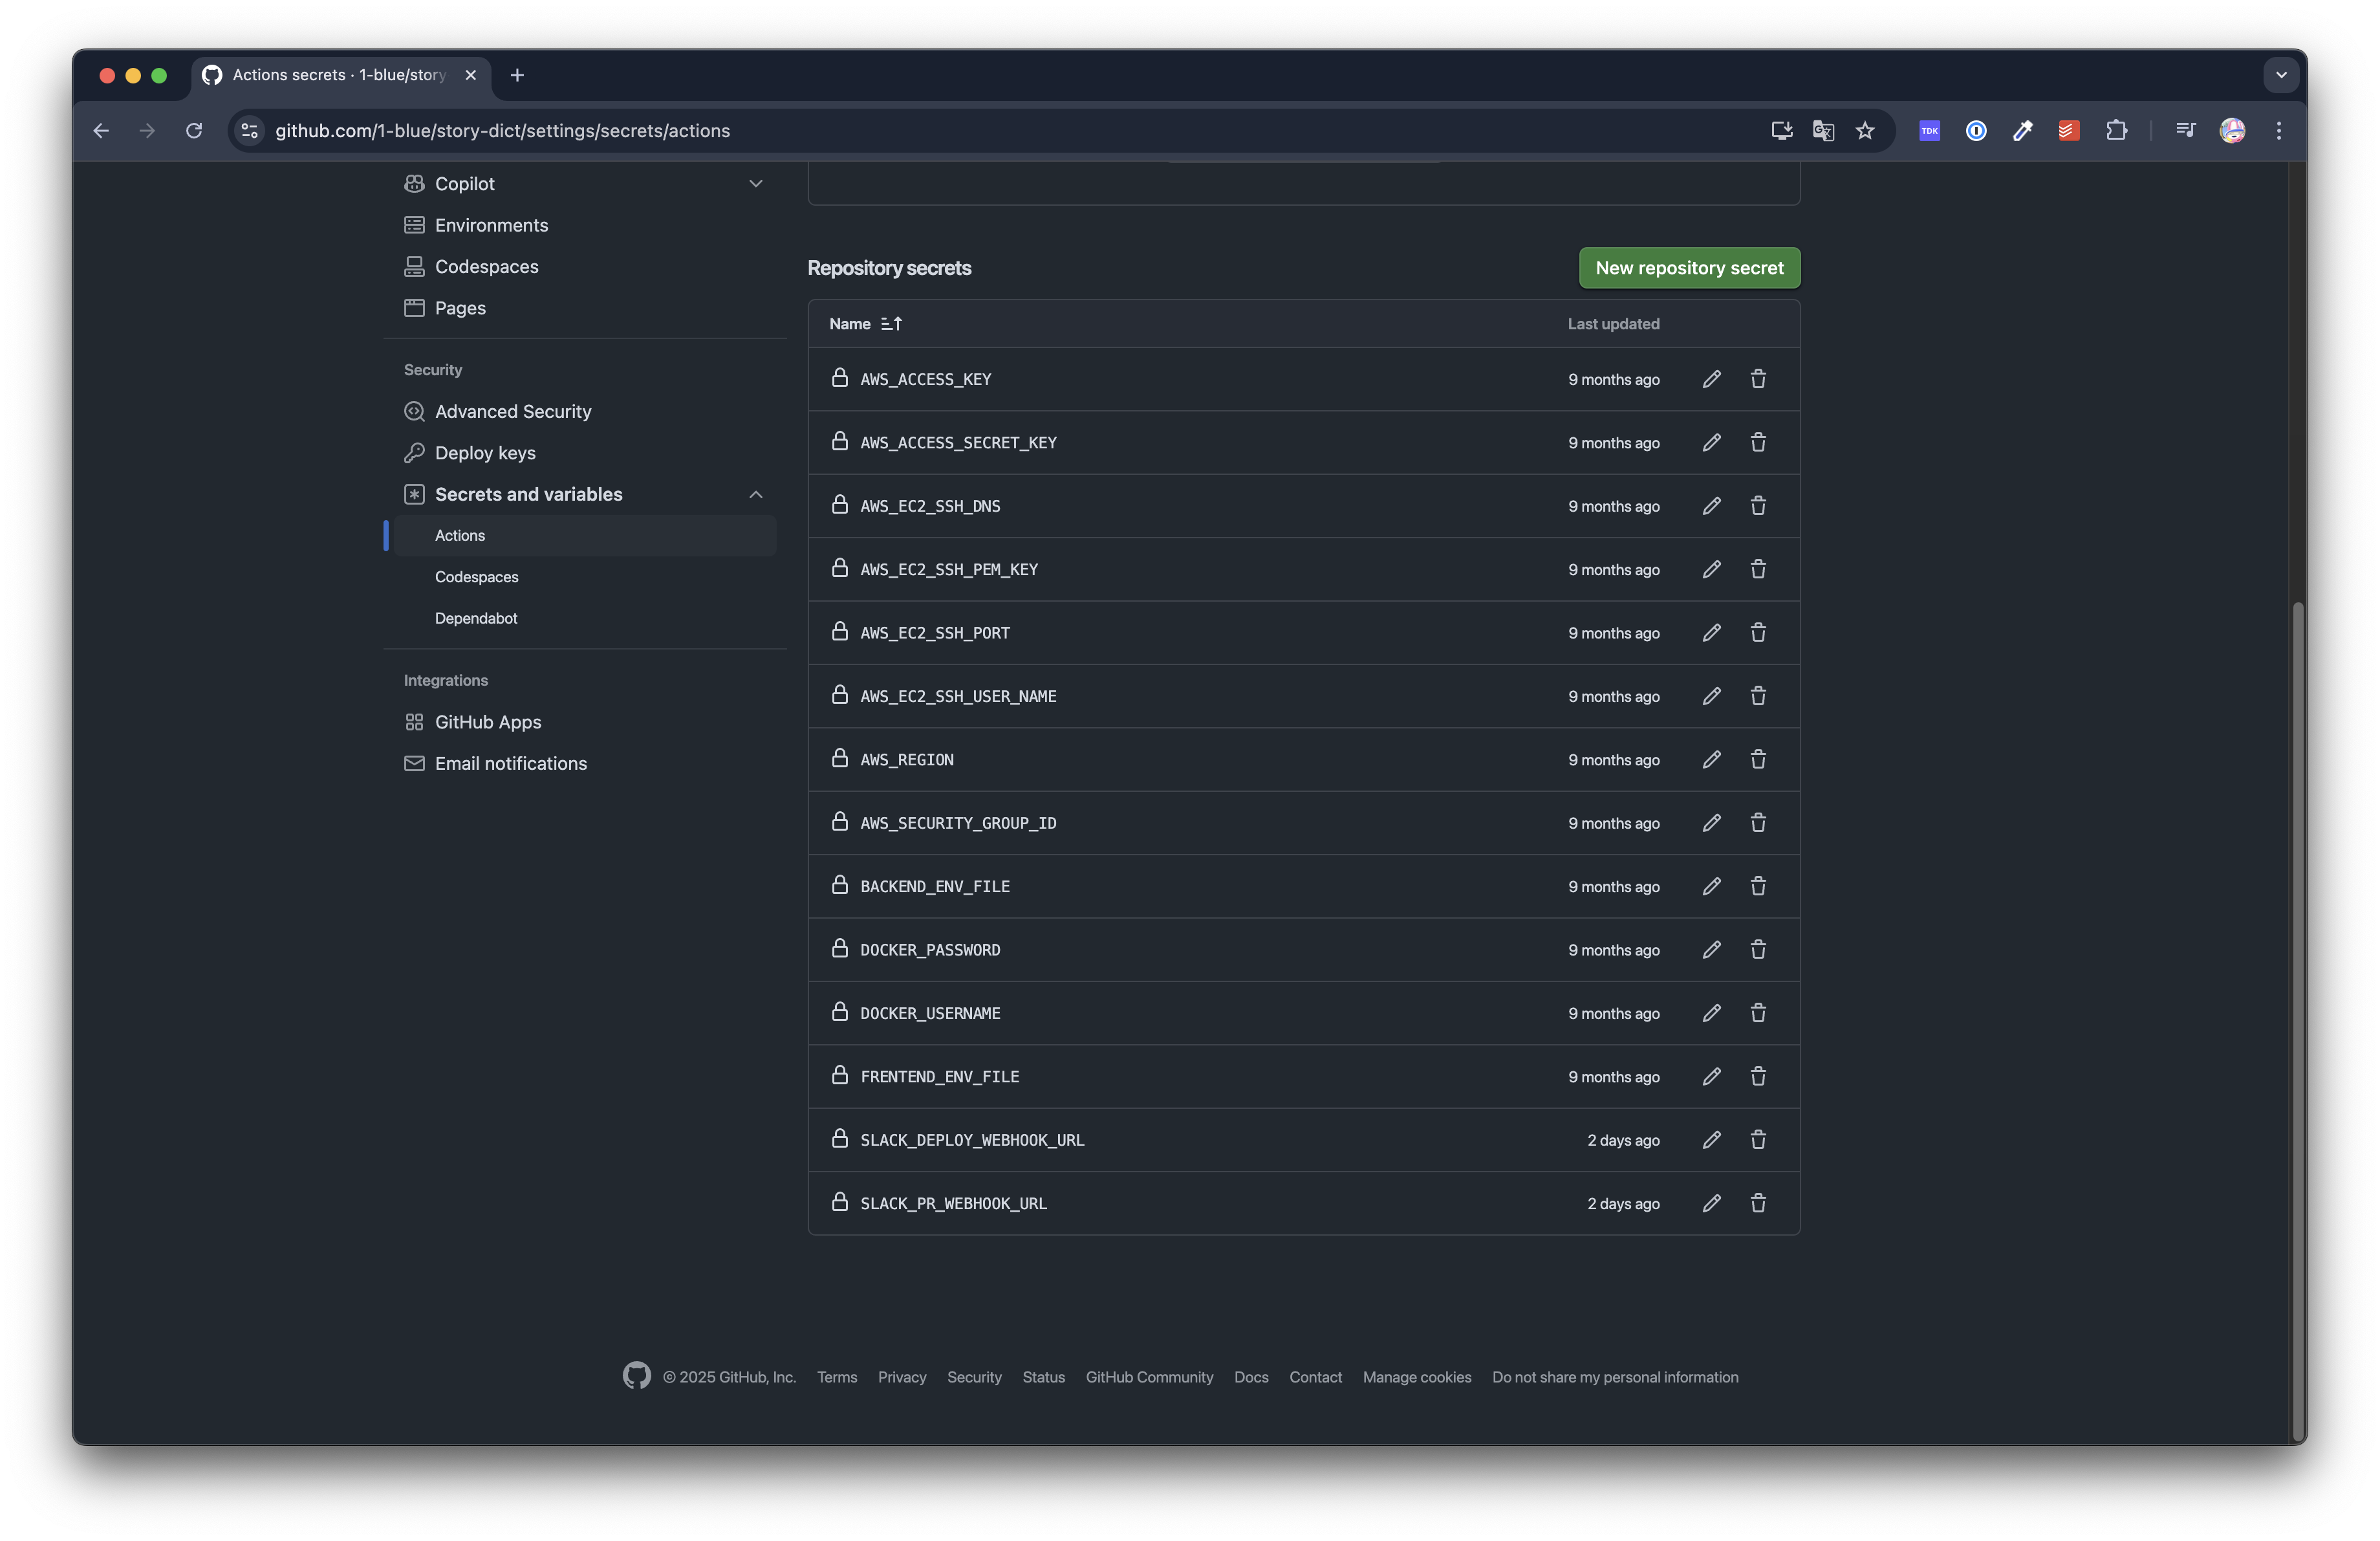 Actions secrets · 1-blue/story
github.com/1-blue/story-dict/settings/secrets/actions
TDK
Copilot
Environments
Codespaces
Pages
Security
Advanced Security
Deploy keys
Secrets and variables
Actions
Codespaces
Dependabot
Integrations
GitHub Apps
Email notifications
Repository secrets
New repository secret
Name Last updated
AWS_ACCESS_KEY 9 months ago
AWS_ACCESS_SECRET_KEY 9 months ago
AWS_EC2_SSH_DNS 9 months ago
AWS_EC2_SSH_PEM_KEY 9 months ago
AWS_EC2_SSH_PORT 9 months ago
AWS_EC2_SSH_USER_NAME 9 months ago
AWS_REGION 9 months ago
AWS_SECURITY_GROUP_ID 9 months ago
BACKEND_ENV_FILE 9 months ago
DOCKER_PASSWORD 9 months ago
DOCKER_USERNAME 9 months ago
FRENTEND_ENV_FILE 9 months ago
SLACK_DEPLOY_WEBHOOK_URL 2 days ago
SLACK_PR_WEBHOOK_URL 2 days ago
© 2025 GitHub, Inc. Terms Privacy Security Status GitHub Community Docs Contact Manage cookies Do not share my personal information